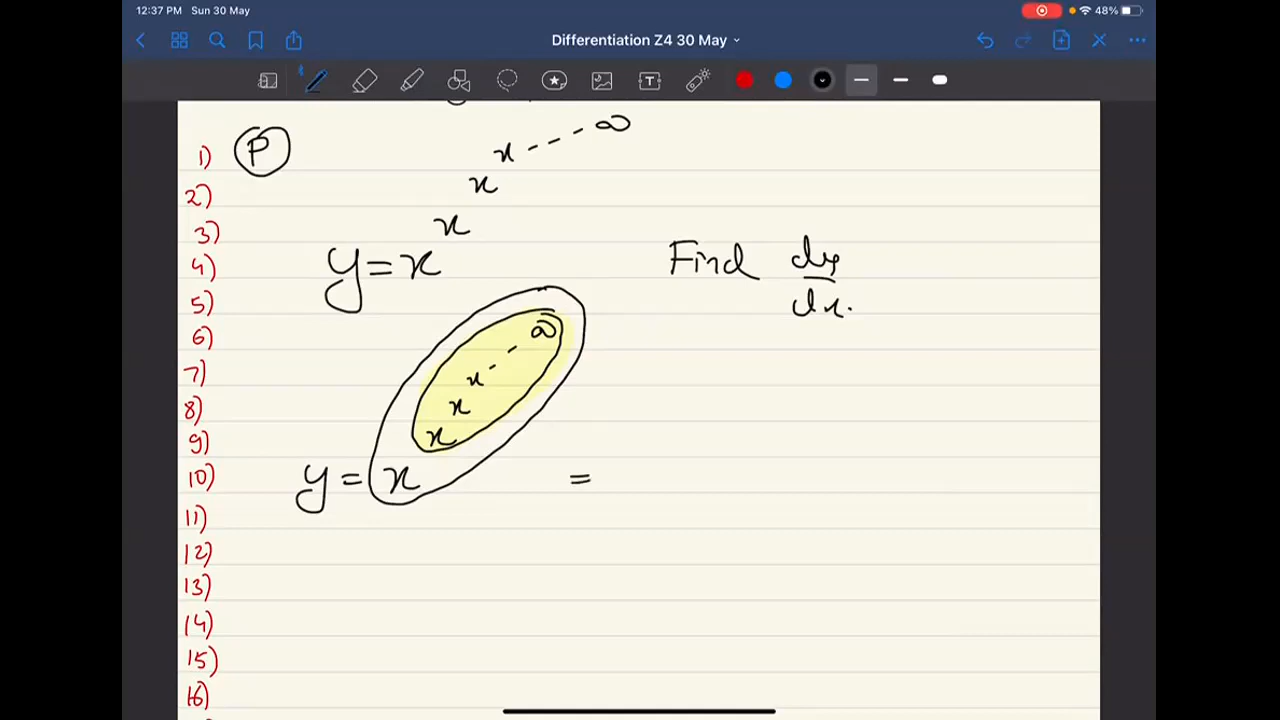 12:37 PM Sun 30 May
48%
Differentiation Z4 30 May
T
1) P
2)
3)
4) y = x^x^x^x---∞ Find dy/dx.
5)
6)
7)
8)
9)
10) y = x^x^x^x---∞ =
11)
12)
13)
14)
15)
16)